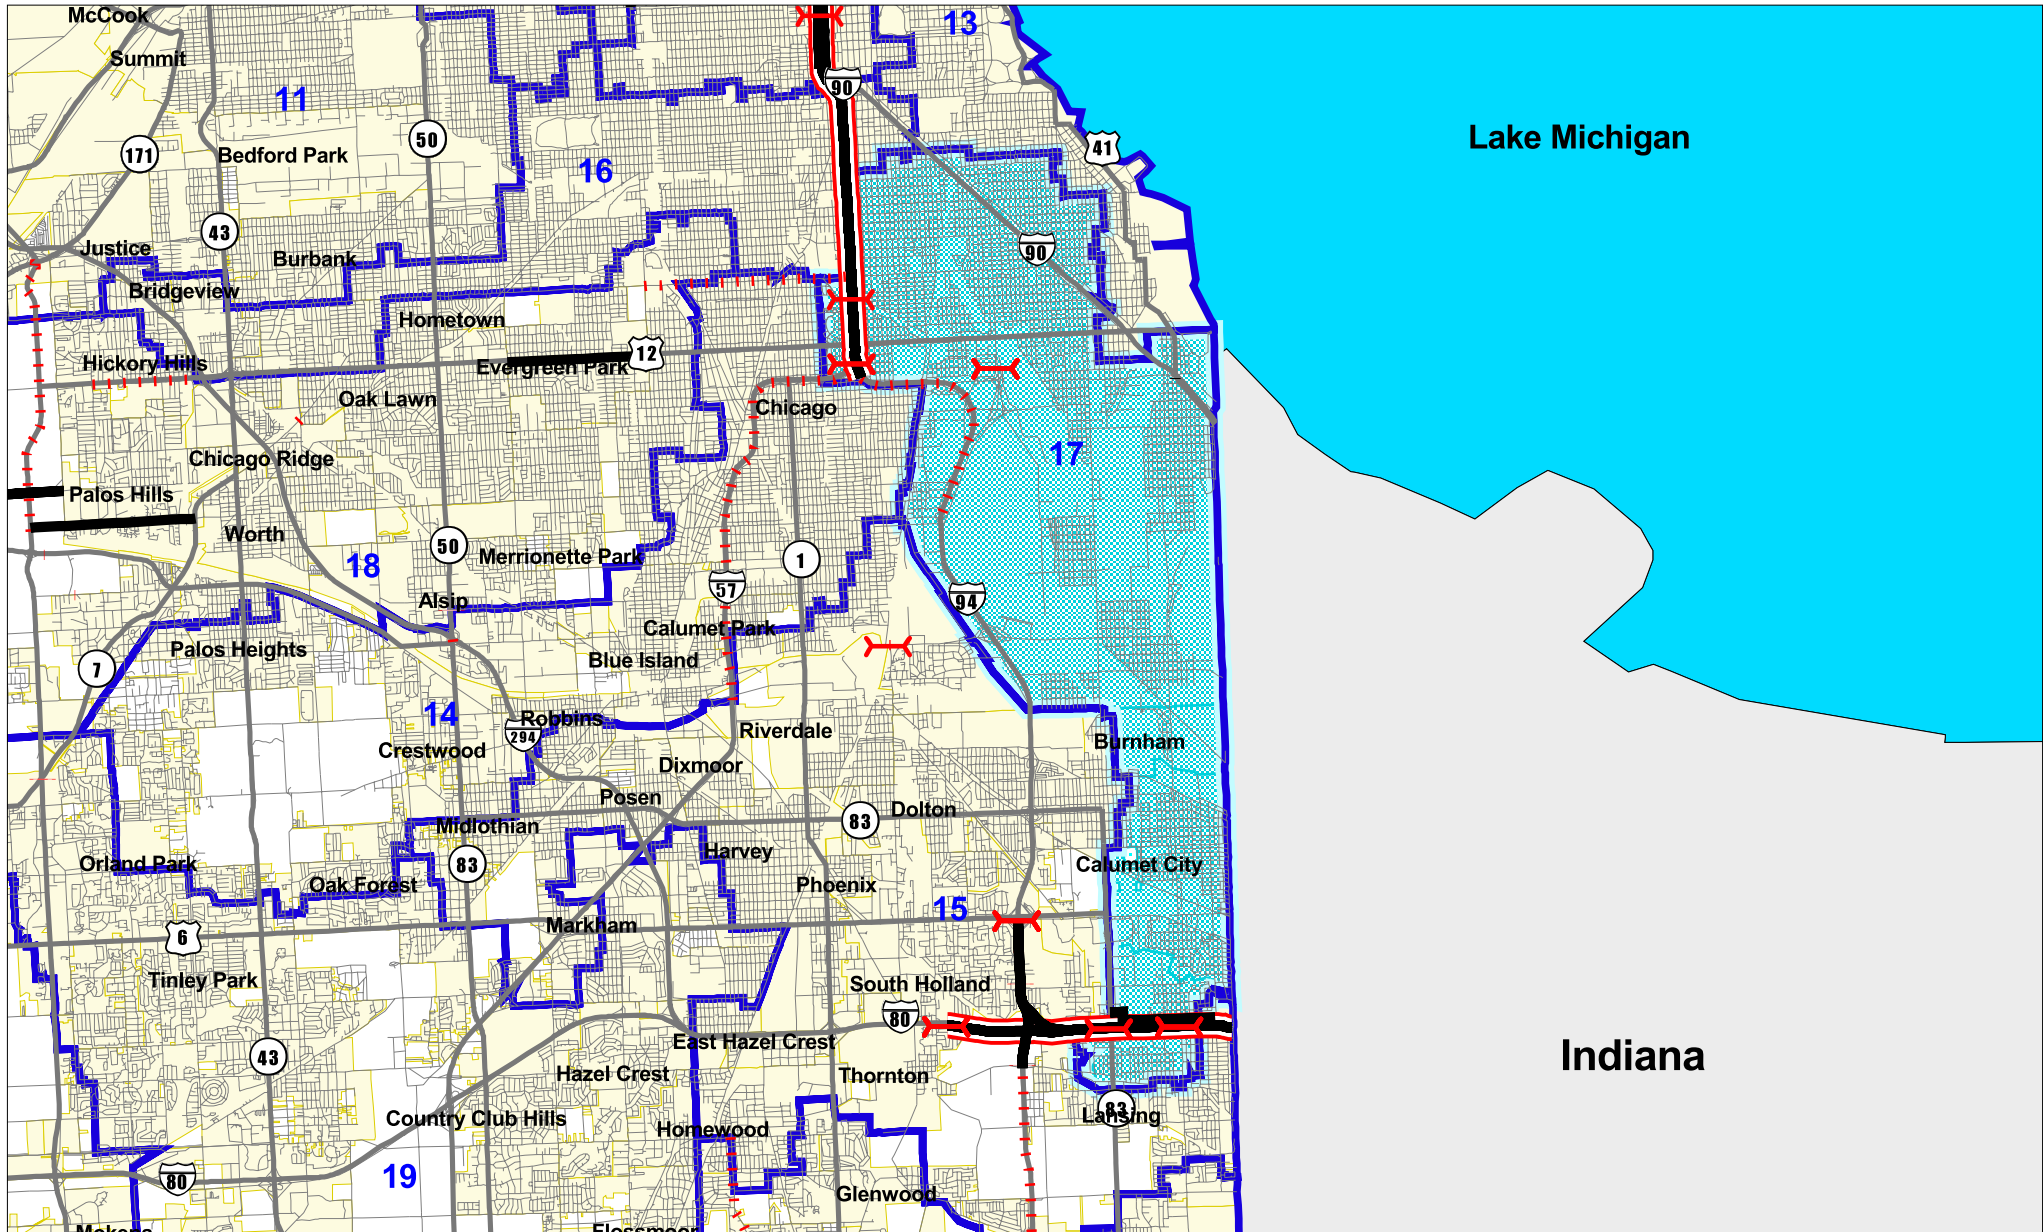 McCook
13
Summit
90
11
Lake Michigan
50
171
Bedford Park
41
16
43
Justice
90
Burbank
Bridgeview
Hometown
12
Hickory Hills
Evergreen Park
Oak Lawn
Chicago
17
Chicago Ridge
Palos Hills
Worth
50
Merrionette Park
1
18
57
94
Alsip
Calumet Park
Palos Heights
Blue Island
7
14
Robbins
294
Riverdale
Burnham
Crestwood
Dixmoor
Posen
Dolton
83
Midlothian
Harvey
83
Orland Park
Calumet City
Oak Forest
Phoenix
15
Markham
6
Tinley Park
South Holland
80
East Hazel Crest
43
Indiana
Hazel Crest
Thornton
83
Lansing
Country Club Hills
Homewood
80
19
Glenwood
Mokena
Flossmoor